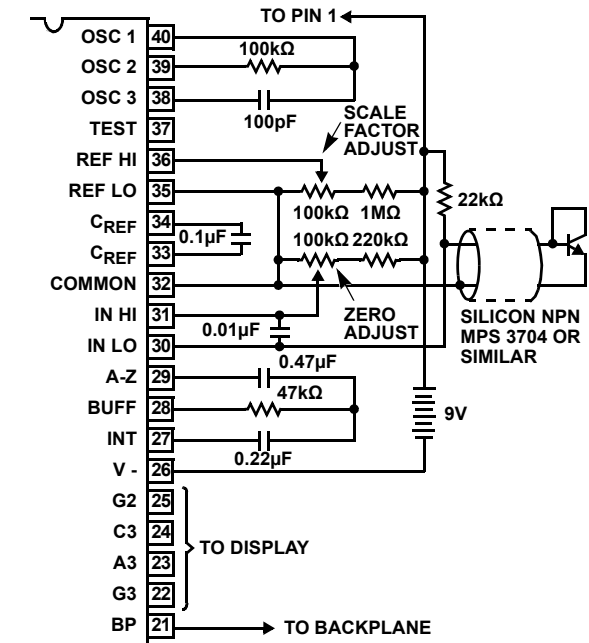 TO PIN 1
OSC 1 40
100kΩ
OSC 2 39
OSC 3 38
100pF
TEST 37
SCALE
FACTOR
ADJUST
REF HI 36
REF LO 35
22kΩ
100kΩ 1MΩ
CREF 34
0.1µF
100kΩ 220kΩ
CREF 33
COMMON 32
IN HI 31
0.01µF
ZERO
ADJUST
SILICON NPN
MPS 3704 OR
SIMILAR
IN LO 30
0.47µF
A-Z 29
47kΩ
BUFF 28
9V
INT 27
0.22µF
V - 26
G2 25
C3 24
TO DISPLAY
A3 23
G3 22
BP 21
TO BACKPLANE